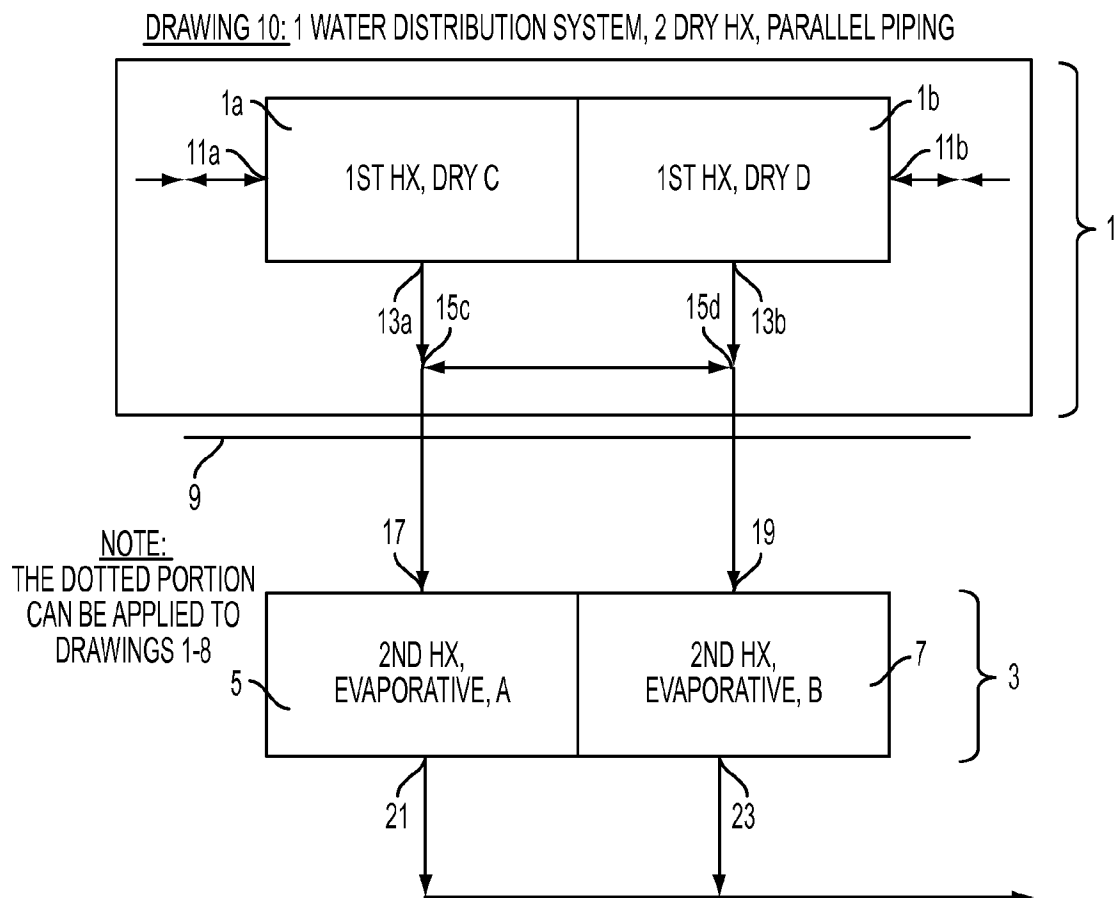 DRAWING 10: 1 WATER DISTRIBUTION SYSTEM, 2 DRY HX, PARALLEL PIPING
1a
1b
11a
11b
1ST HX, DRY C
1ST HX, DRY D
1
13a
15c
15d
13b
9
NOTE:
THE DOTTED PORTION
CAN BE APPLIED TO
DRAWINGS 1-8
17
19
5
2ND HX,
EVAPORATIVE, A
2ND HX,
EVAPORATIVE, B
7
3
21
23